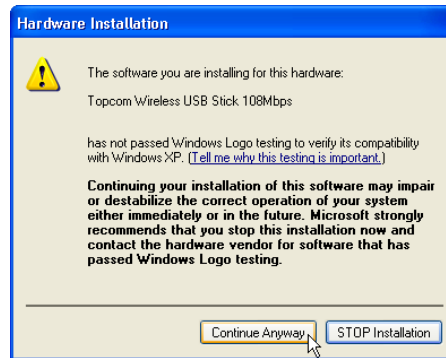 Hardware Installation
The software you are installing for this hardware:
Topcom Wireless USB Stick 108Mbps
has not passed Windows Logo testing to verify its compatibility
with Windows XP. (Tell me why this testing is important.)
Continuing your installation of this software may impair
or destabilize the correct operation of your system
either immediately or in the future. Microsoft strongly
recommends that you stop this installation now and
contact the hardware vendor for software that has
passed Windows Logo testing.
Continue Anyway
STOP Installation